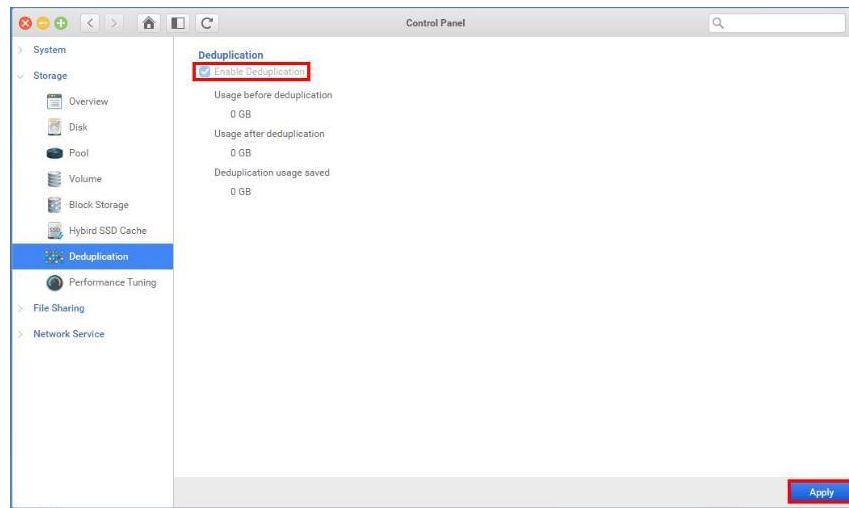 Control Panel
System
Storage
Overview
Disk
Pool
Volume
Block Storage
SSD
Hybird SSD Cache
Deduplication
Performance Tuning
File Sharing
Network Service
Deduplication
Enable Deduplication
Usage before deduplication
0 GB
Usage after deduplication
0 GB
Deduplication usage saved
0 GB
Apply